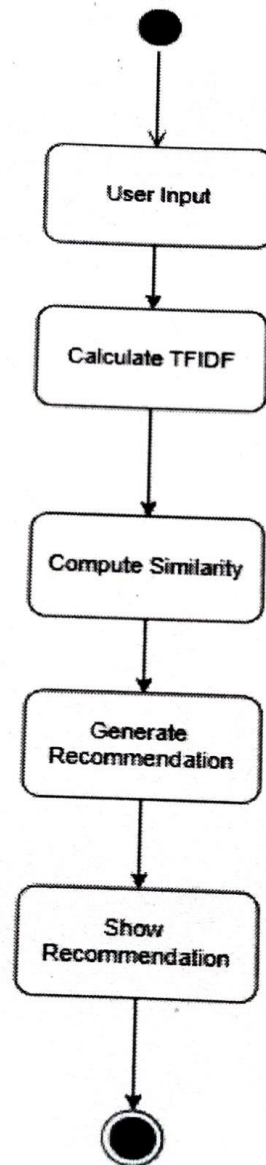 User Input
Calculate TFIDF
Compute Similarity
Generate
Recommendation
Show
Recommendation